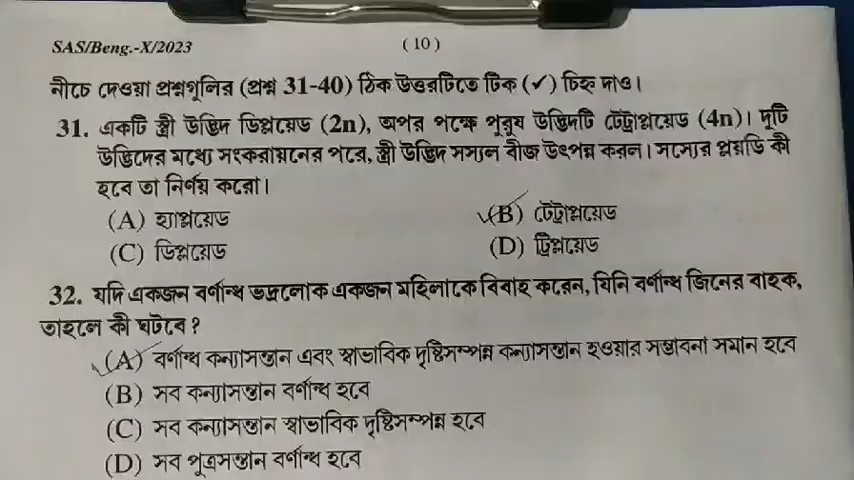 SAS/Beng.-X/2023
( 10 )
নীচে দেওয়া প্রশ্নগুলির (প্রশ্ন 31-40) ঠিক উত্তরটিতে টিক (✓) চিহ্ন দাও।
31. একটি স্ত্রী উদ্ভিদ ডিপ্লয়েড (2n), অপর পক্ষে পুরুষ উদ্ভিদটি টেট্রাপ্লয়েড (4n)। দুটি
উদ্ভিদের মধ্যে সংকরায়নের পরে, স্ত্রী উদ্ভিদ সস্যল বীজ উৎপন্ন করল। সস্যের প্লয়ডি কী
হবে তা নির্ণয় করো।
(A) হ্যাপ্লয়েড
(B) টেট্রাপ্লয়েড
(C) ডিপ্লয়েড
(D) ট্রিপ্লয়েড
32. যদি একজন বর্ণান্ধ ভদ্রলোক একজন মহিলাকে বিবাহ করেন, যিনি বর্ণান্ধ জিনের বাহক,
তাহলে কী ঘটবে ?
(A) বর্ণান্ধ কন্যাসন্তান এবং স্বাভাবিক দৃষ্টিসম্পন্ন কন্যাসন্তান হওয়ার সম্ভাবনা সমান হবে
(B) সব কন্যাসন্তান বর্ণান্ধ হবে
(C) সব কন্যাসন্তান স্বাভাবিক দৃষ্টিসম্পন্ন হবে
(D) সব পুত্রসন্তান বর্ণান্ধ হবে